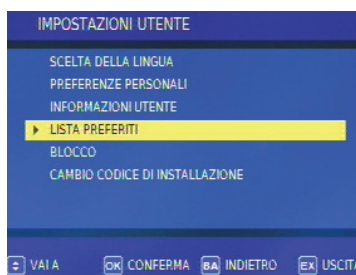 IMPOSTAZIONI UTENTE
SCELTA DELLA LINGUA
PREFERENZE PERSONALI
INFORMAZIONI UTENTE
LISTA PREFERITI
BLOCCO
CAMBIO CODICE DI INSTALLAZIONE
VAI A OK CONFERMA BA INDIETRO EX USCITA